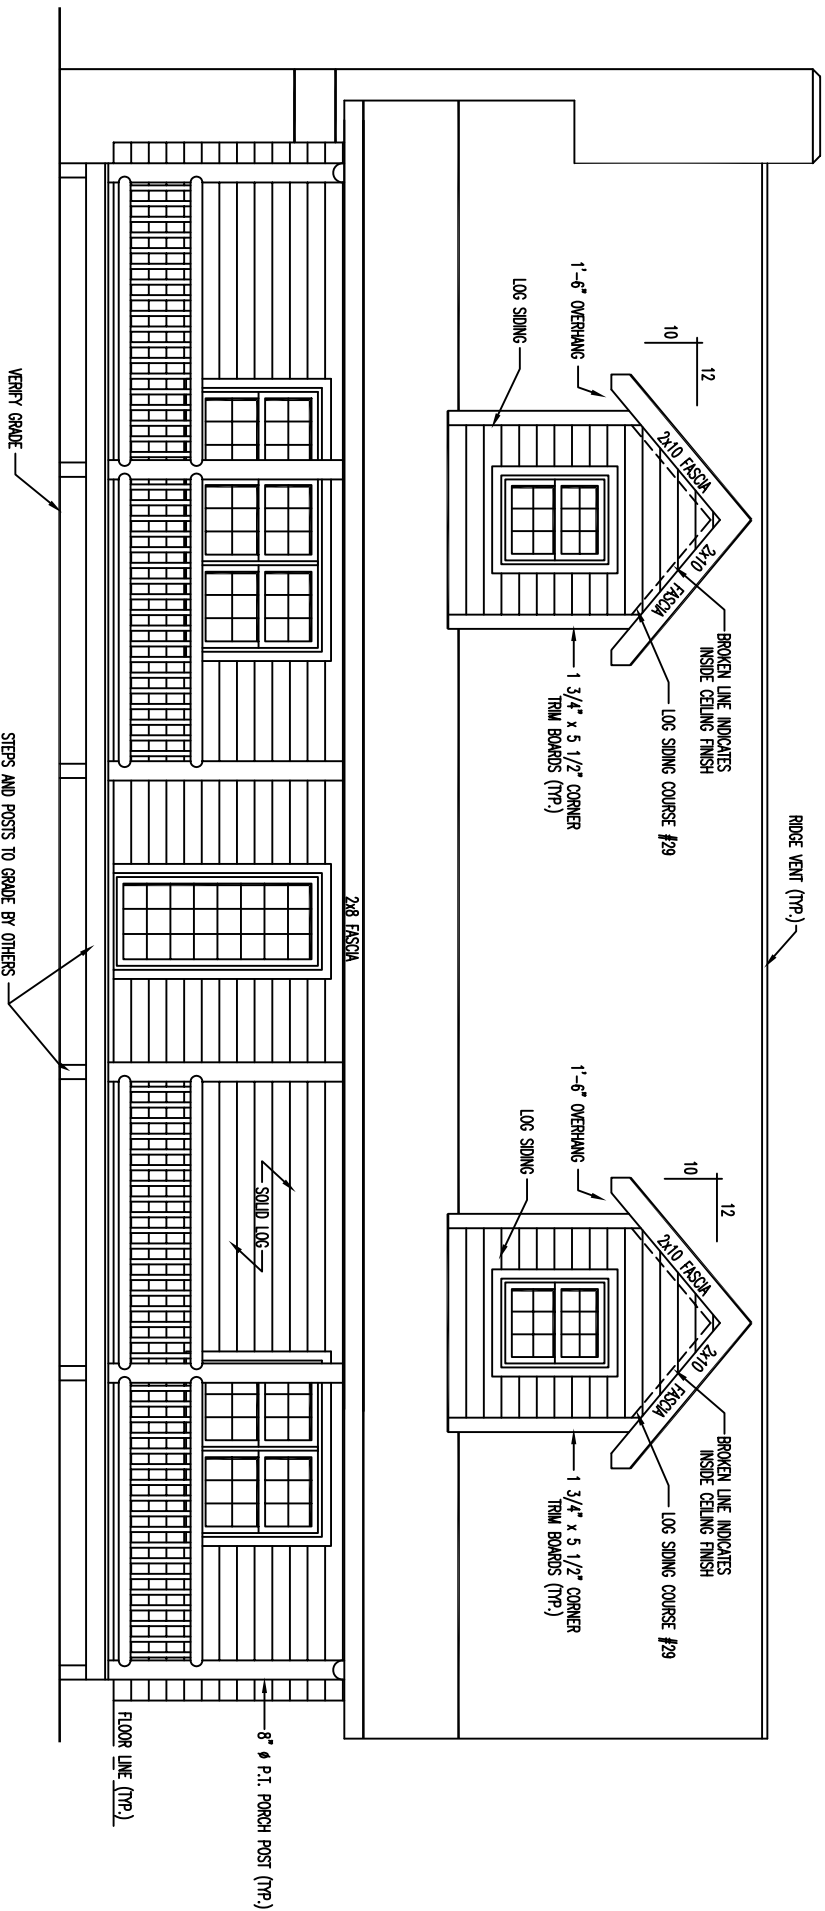 RIDGE VENT (TYP.)
12
10
1'-6" OVERHANG
LOG SIDING
2x10 FASCIA
2x10
FASCIA
BROKEN LINE INDICATES
INSIDE CEILING FINISH
LOG SIDING COURSE #29
1 3/4" x 5 1/2" CORNER
TRIM BOARDS (TYP.)
12
10
1'-6" OVERHANG
LOG SIDING
2x10 FASCIA
2x10
FASCIA
BROKEN LINE INDICATES
INSIDE CEILING FINISH
LOG SIDING COURSE #29
1 3/4" x 5 1/2" CORNER
TRIM BOARDS (TYP.)
2x8 FASCIA
SOLID LOG
8" ø P.T. PORCH POST (TYP.)
FLOOR LINE (TYP.)
VERIFY GRADE
STEPS AND POSTS TO GRADE BY OTHERS